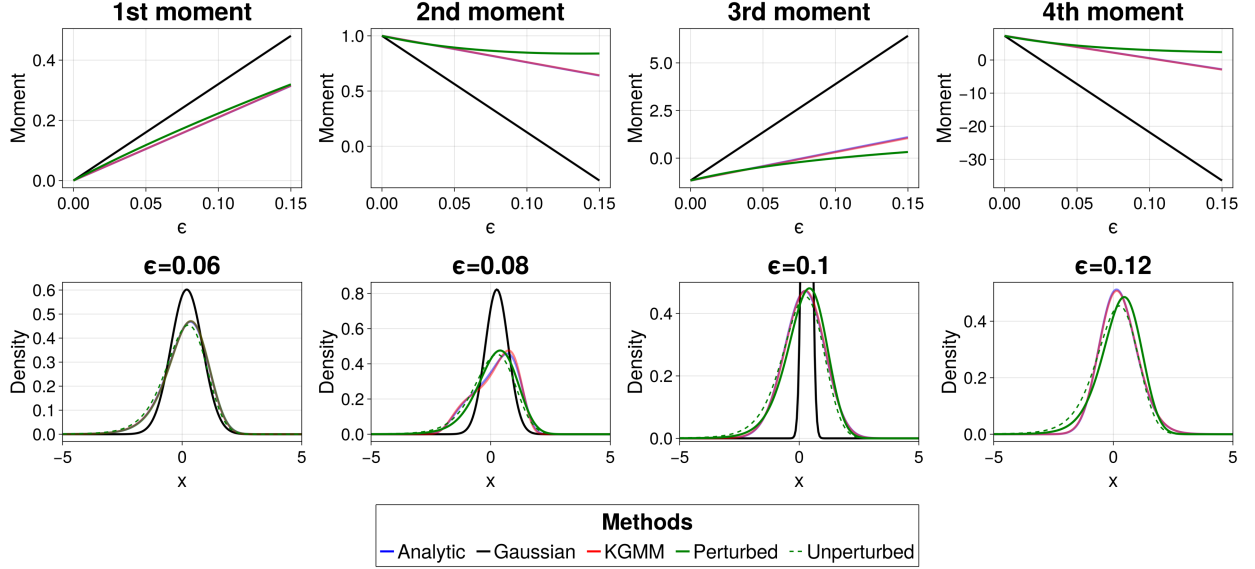 1st moment
2nd moment
3rd moment
4th moment
Moment
0.4
0.2
0.0
0.00 0.05 0.10 0.15
ϵ
Moment
1.0
0.5
0.0
0.00 0.05 0.10 0.15
ϵ
Moment
5.0
2.5
0.0
0.00 0.05 0.10 0.15
ϵ
Moment
0
−10
−20
−30
0.00 0.05 0.10 0.15
ϵ
ϵ=0.06
ϵ=0.08
ϵ=0.1
ϵ=0.12
Density
0.6
0.5
0.4
0.3
0.2
0.1
0.0
−5 0 5
x
Density
0.8
0.6
0.4
0.2
0.0
−5 0 5
x
Density
0.4
0.2
0.0
−5 0 5
x
Density
0.4
0.2
0.0
−5 0 5
x
Methods
Analytic Gaussian KGMM Perturbed Unperturbed